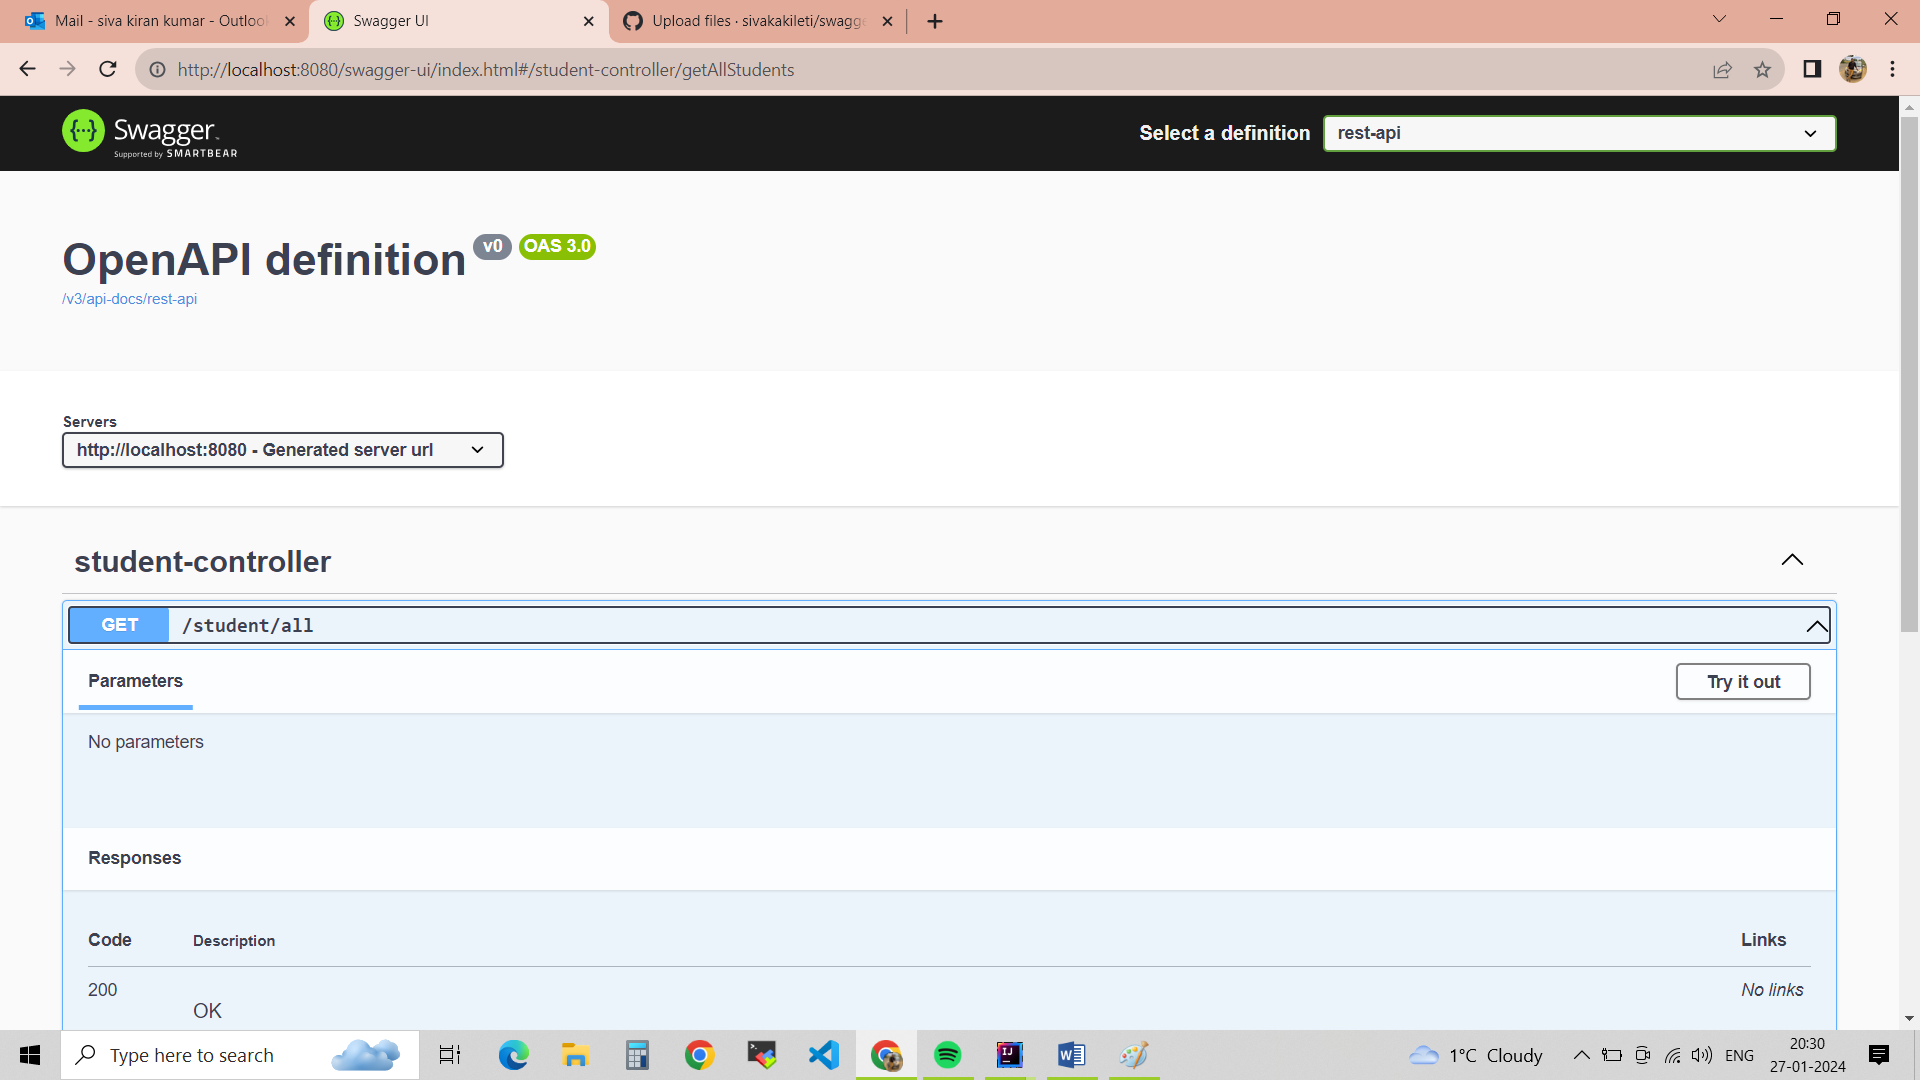 Mail - siva kiran kumar - Outloo
Swagger UI
Upload files · sivakakileti/swagge
http://localhost:8080/swagger-ui/index.html#/student-controller/getAllStudents
Swagger
Supported by SMARTBEAR
Select a definition
rest-api
OpenAPI definition v0 OAS 3.0
/v3/api-docs/rest-api
Servers
http://localhost:8080 - Generated server url
student-controller
GET /student/all
Parameters
Try it out
No parameters
Responses
Code Description Links
200 No links
OK
Type here to search
1°C Cloudy
ENG
20:30
27-01-2024